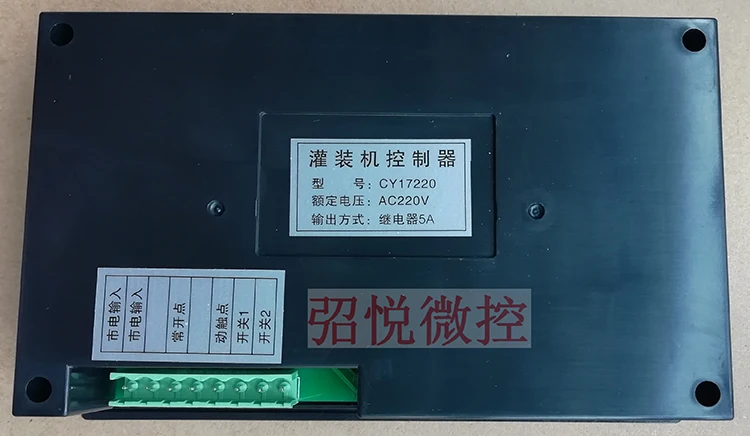 灌装机控制器
型 号：CY17220
额定电压：AC220V
输出方式：继电器5A
市电输入
市电输入
常开点
动触点
开关1
开关2
弨悦微控